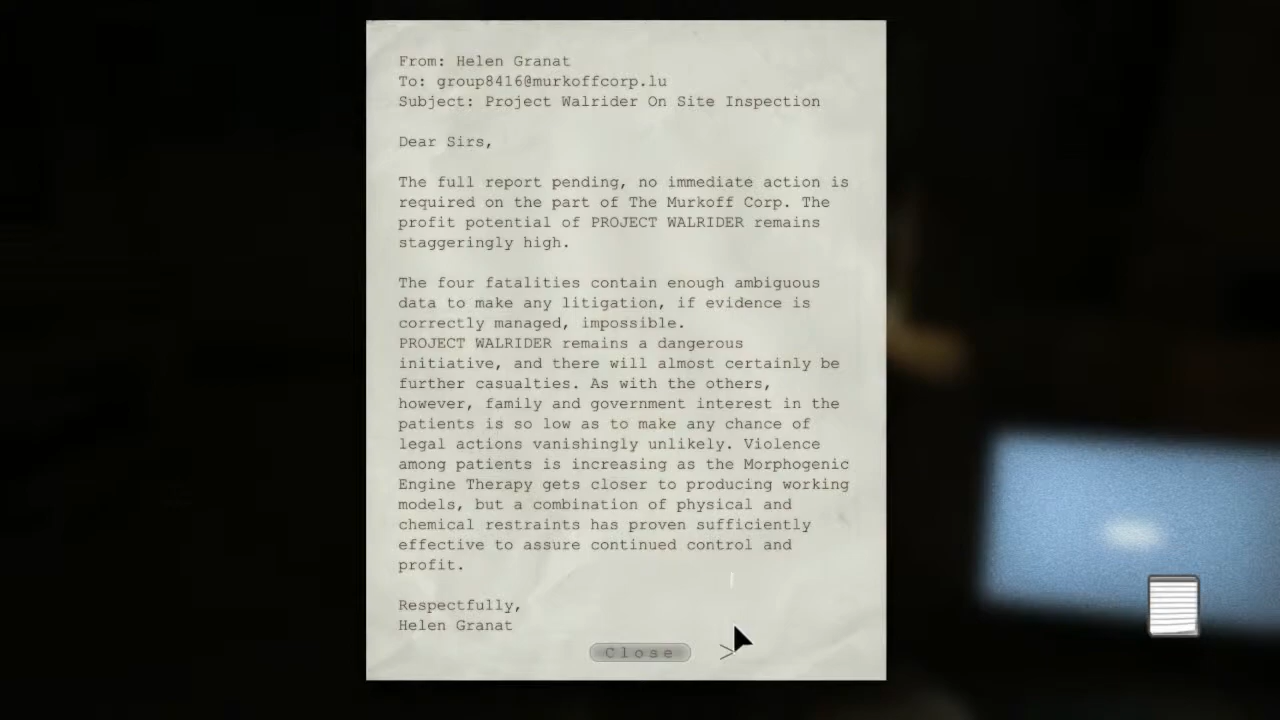 From: Helen Granat
To: group8416@murkoffcorp.lu
Subject: Project Walrider On Site Inspection
Dear Sirs,
The full report pending, no immediate action is
required on the part of The Murkoff Corp. The
profit potential of PROJECT WALRIDER remains
staggeringly high.
The four fatalities contain enough ambiguous
data to make any litigation, if evidence is
correctly managed, impossible.
PROJECT WALRIDER remains a dangerous
initiative, and there will almost certainly be
further casualties. As with the others,
however, family and government interest in the
patients is so low as to make any chance of
legal actions vanishingly unlikely. Violence
among patients is increasing as the Morphogenic
Engine Therapy gets closer to producing working
models, but a combination of physical and
chemical restraints has proven sufficiently
effective to assure continued control and
profit.
Respectfully,
Helen Granat
Close >